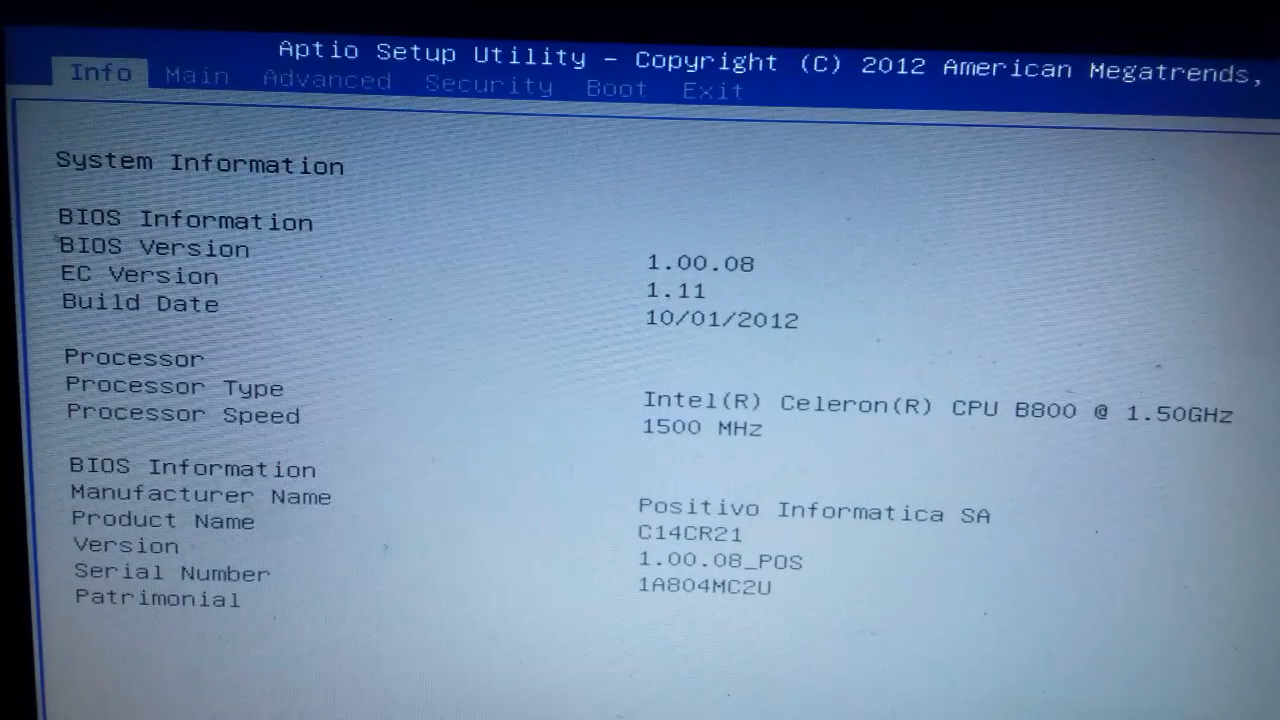 Aptio Setup Utility - Copyright (C) 2012 American Megatrends,
Info Main Advanced Security Boot Exit
System Information
BIOS Information
BIOS Version 1.00.08
EC Version 1.11
Build Date 10/01/2012
Processor
Processor Type Intel(R) Celeron(R) CPU B800 @ 1.50GHz
Processor Speed 1500 MHz
BIOS Information
Manufacturer Name Positivo Informatica SA
Product Name C14CR21
Version 1.00.08_POS
Serial Number 1A804MC2U
Patrimonial